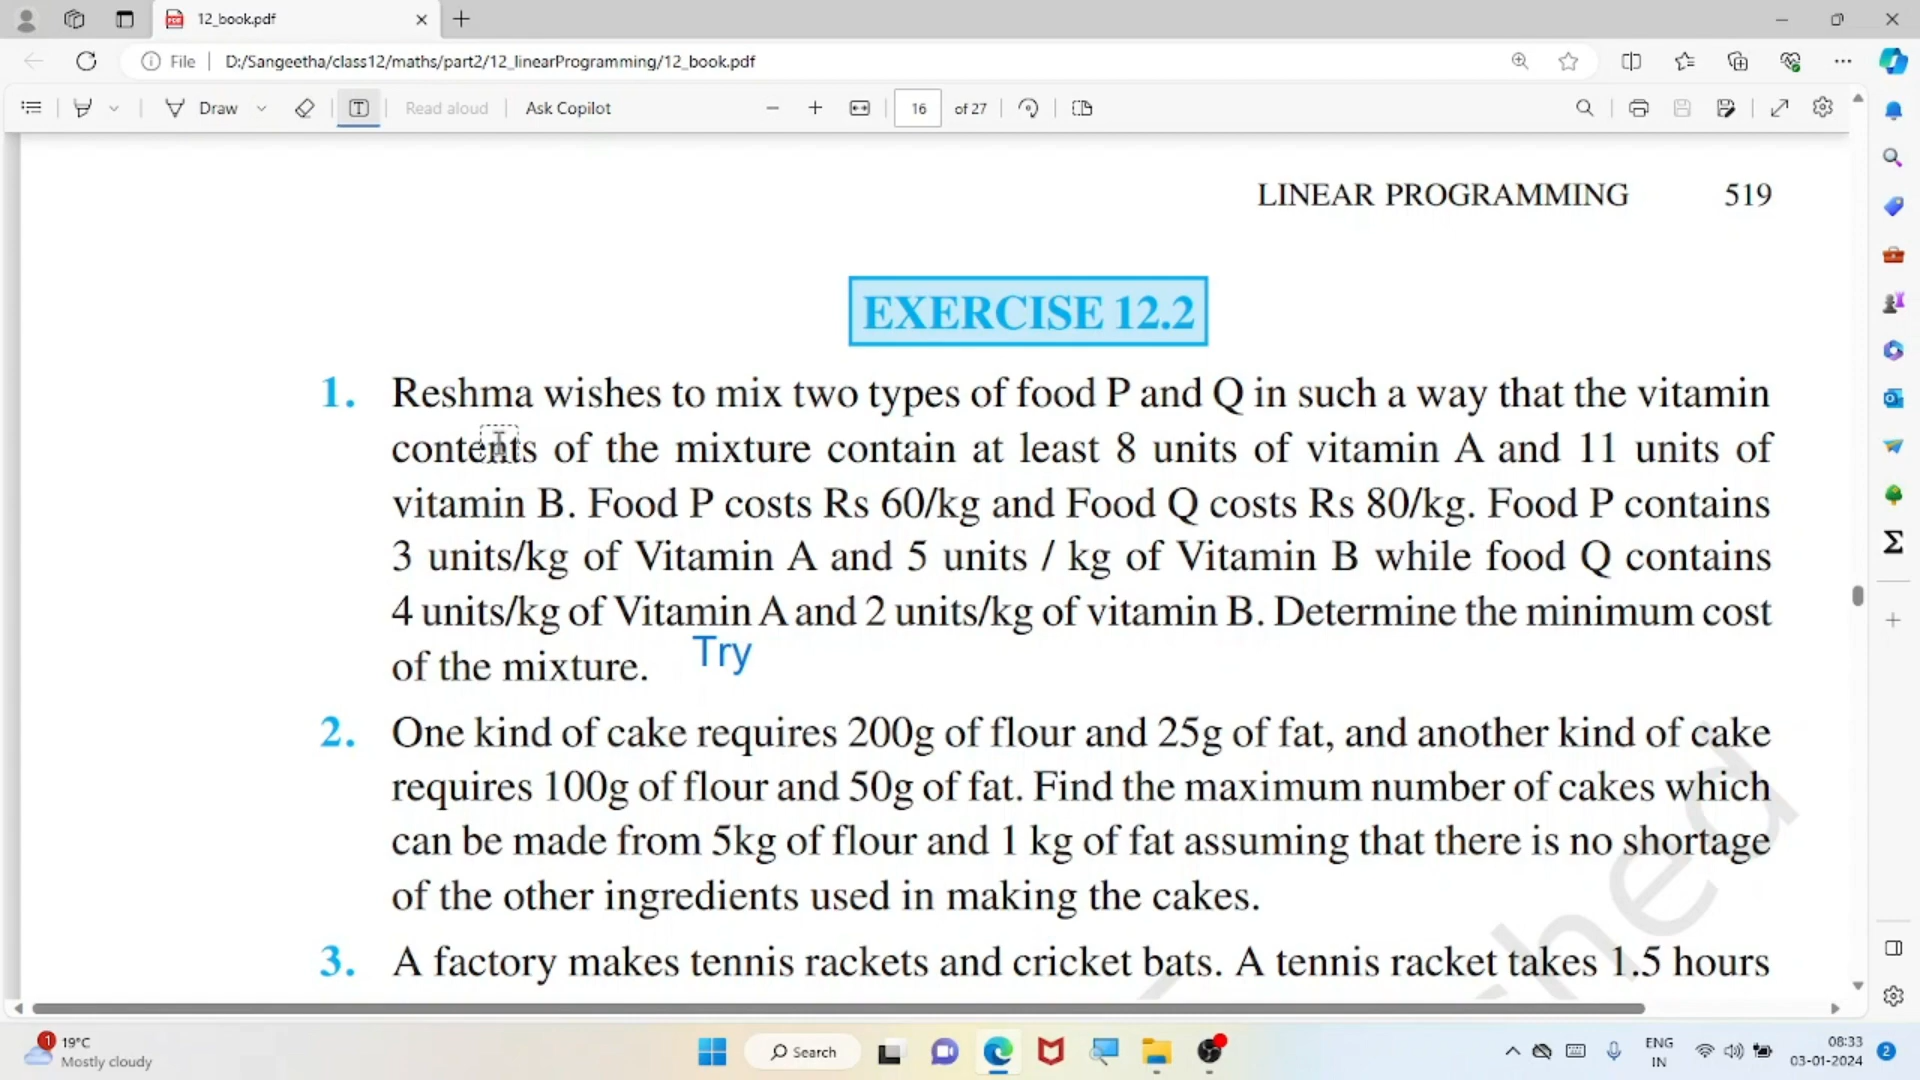 12_book.pdf
File D:/Sangeetha/class12/maths/part2/12_linearProgramming/12_book.pdf
Draw Read aloud Ask Copilot 16 of 27
LINEAR PROGRAMMING 519
EXERCISE 12.2
1. Reshma wishes to mix two types of food P and Q in such a way that the vitamin
contents of the mixture contain at least 8 units of vitamin A and 11 units of
vitamin B. Food P costs Rs 60/kg and Food Q costs Rs 80/kg. Food P contains
3 units/kg of Vitamin A and 5 units / kg of Vitamin B while food Q contains
4 units/kg of Vitamin A and 2 units/kg of vitamin B. Determine the minimum cost
of the mixture. Try
2. One kind of cake requires 200g of flour and 25g of fat, and another kind of cake
requires 100g of flour and 50g of fat. Find the maximum number of cakes which
can be made from 5kg of flour and 1 kg of fat assuming that there is no shortage
of the other ingredients used in making the cakes.
3. A factory makes tennis rackets and cricket bats. A tennis racket takes 1.5 hours
shed
1 19°C
Mostly cloudy
Search
ENG
IN
08:33
03-01-2024
2